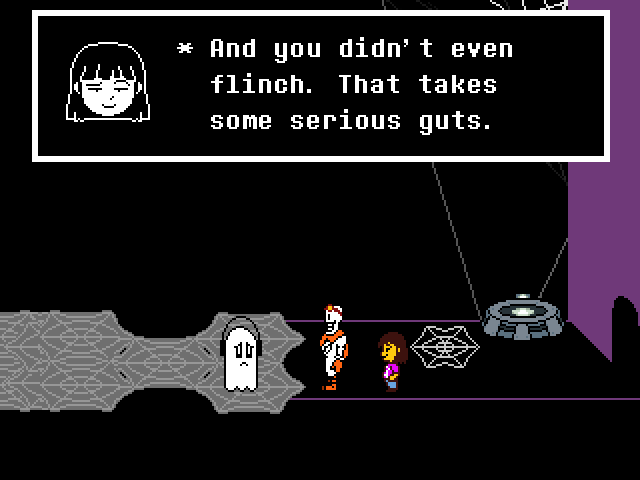 * And you didn't even
flinch. That takes
some serious guts.